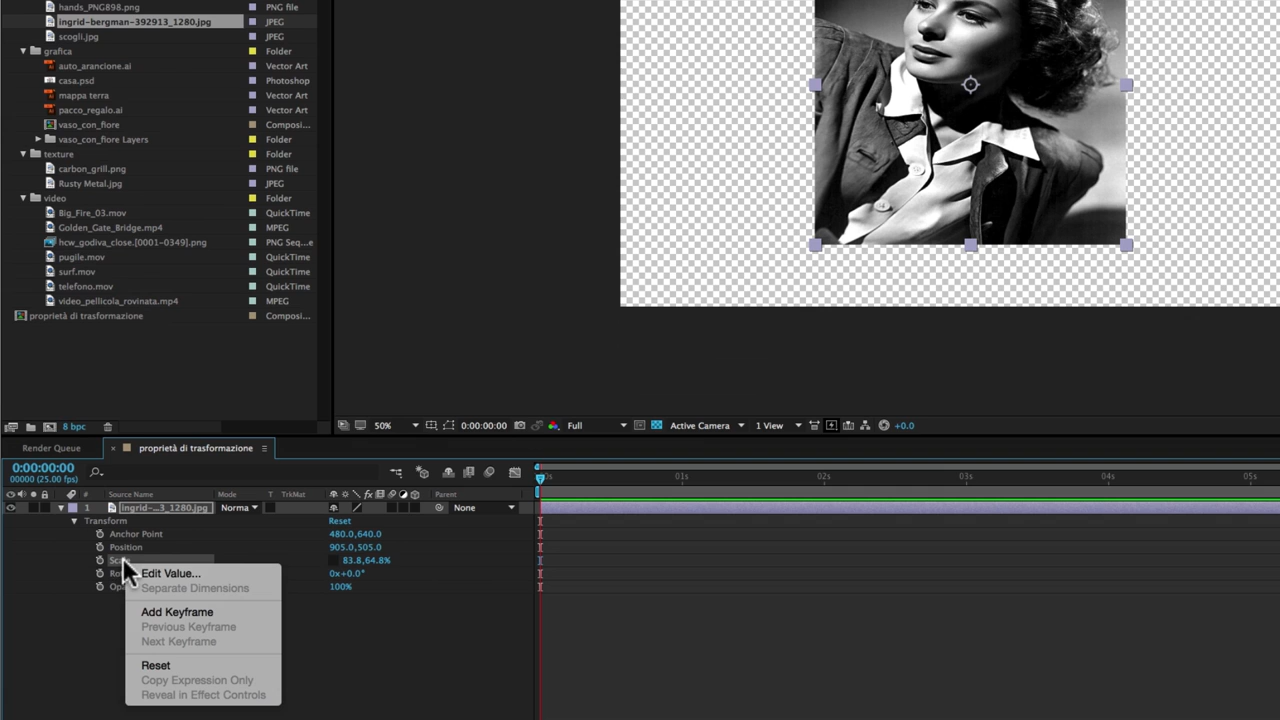 hands_PNG898.png PNG file
ingrid-bergman-392913_1280.jpg JPEG
scogli.jpg JPEG
grafica Folder
auto_arancione.ai Vector Art
casa.psd Photoshop
mappa terra Vector Art
pacco_regalo.ai Vector Art
vaso_con_fiore Composi...
vaso_con_fiore Layers Folder
texture Folder
carbon_grill.png PNG file
Rusty Metal.jpg JPEG
video Folder
Big_Fire_03.mov QuickTime
Golden_Gate_Bridge.mp4 MPEG
hcw_godiva_close.[0001-0349].png PNG Seq...e
pugile.mov QuickTime
surf.mov QuickTime
telefono.mov QuickTime
video_pellicola_rovinata.mp4 MPEG
proprietà di trasformazione Composi...
8 bpc
50% 0:00:00:00 Full Active Camera 1 View +0.0
Render Queue × proprietà di trasformazione
0:00:00:00
00000 (25.00 fps)
01s 02s 03s 04s 05s
# Source Name Mode T TrkMat Parent
1 [ingrid-...3_1280.jpg] Norma None
Transform Reset
Anchor Point 480.0,640.0
Position 905.0,505.0
83.8,64.8%
0x+0.0°
100%
Edit Value...
Separate Dimensions
Add Keyframe
Previous Keyframe
Next Keyframe
Reset
Copy Expression Only
Reveal in Effect Controls